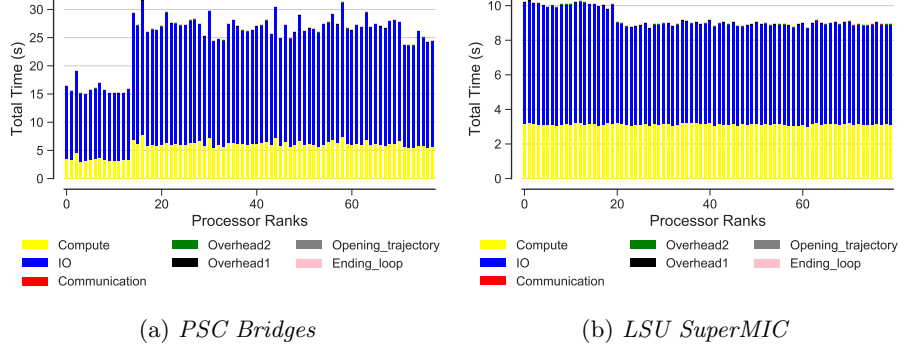 30
25
20
15
10
5
0
Total Time (s)
0 20 40 60
Processor Ranks
Compute Overhead2 Opening_trajectory
IO Overhead1 Ending_loop
Communication
(a) PSC Bridges
10
8
6
4
2
0
Total Time (s)
0 20 40 60
Processor Ranks
Compute Overhead2 Opening_trajectory
IO Overhead1 Ending_loop
Communication
(b) LSU SuperMIC